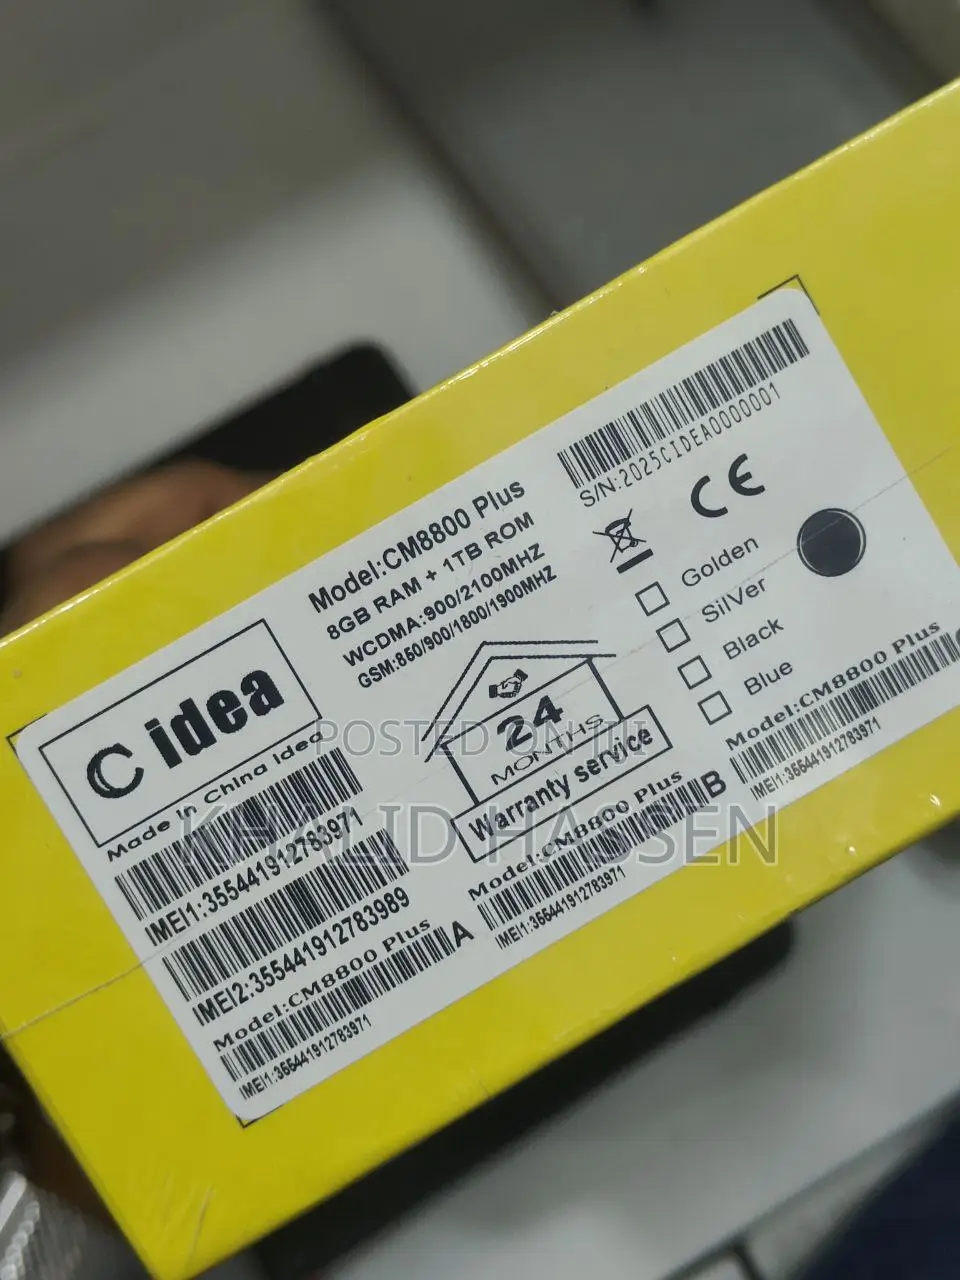 S/N:2025CIDEA0000001
Model:CM8800 Plus
8GB RAM + 1TB ROM
WCDMA:900/2100MHZ
GSM:850/900/1800/1900MHZ
CE
Golden
SilVer
Black
Blue
C idea
Made in China Idea
IMEI1:355441912783971
IMEI2:355441912783989
24
MONTHS
Warranty service
Model:CM8800 Plus
IMEI1:355441912783971
A
Model:CM8800 Plus
IMEI1:355441912783971
B
Model:CM8800 Plus
IMEI1:355441912783971
POSTED ON JIJI
KHALID HASSEN